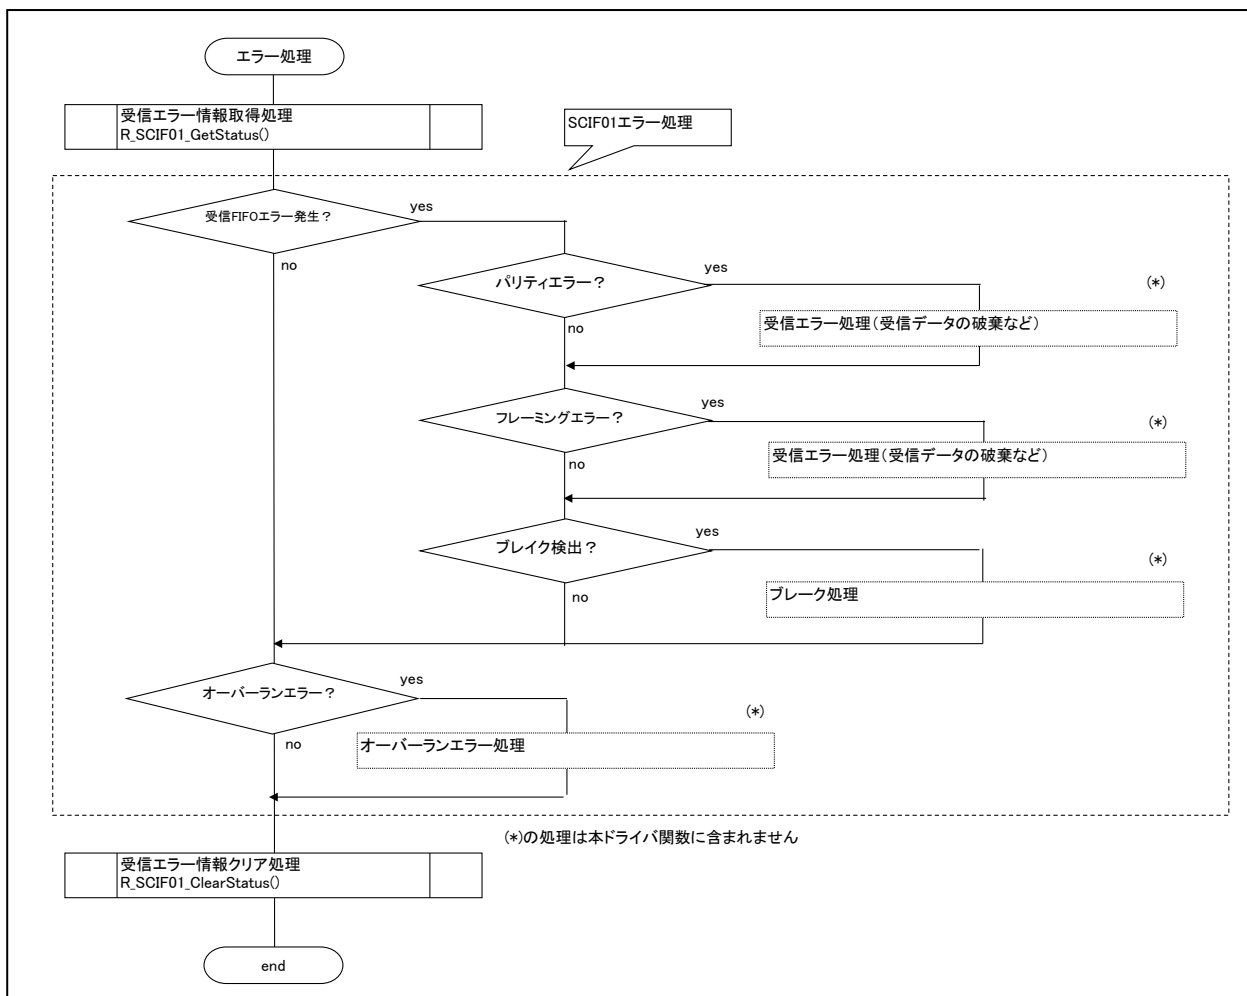 エラー処理
受信エラー情報取得処理
R_SCIF01_GetStatus()
SCIF01エラー処理
受信FIFOエラー発生？
yes
no
パリティエラー？
yes
(*)
受信エラー処理（受信データの破棄など）
no
フレーミングエラー？
yes
(*)
受信エラー処理（受信データの破棄など）
no
ブレイク検出？
yes
(*)
ブレーク処理
no
オーバーランエラー？
yes
(*)
オーバーランエラー処理
no
(*)の処理は本ドライバ関数に含まれません
受信エラー情報クリア処理
R_SCIF01_ClearStatus()
end